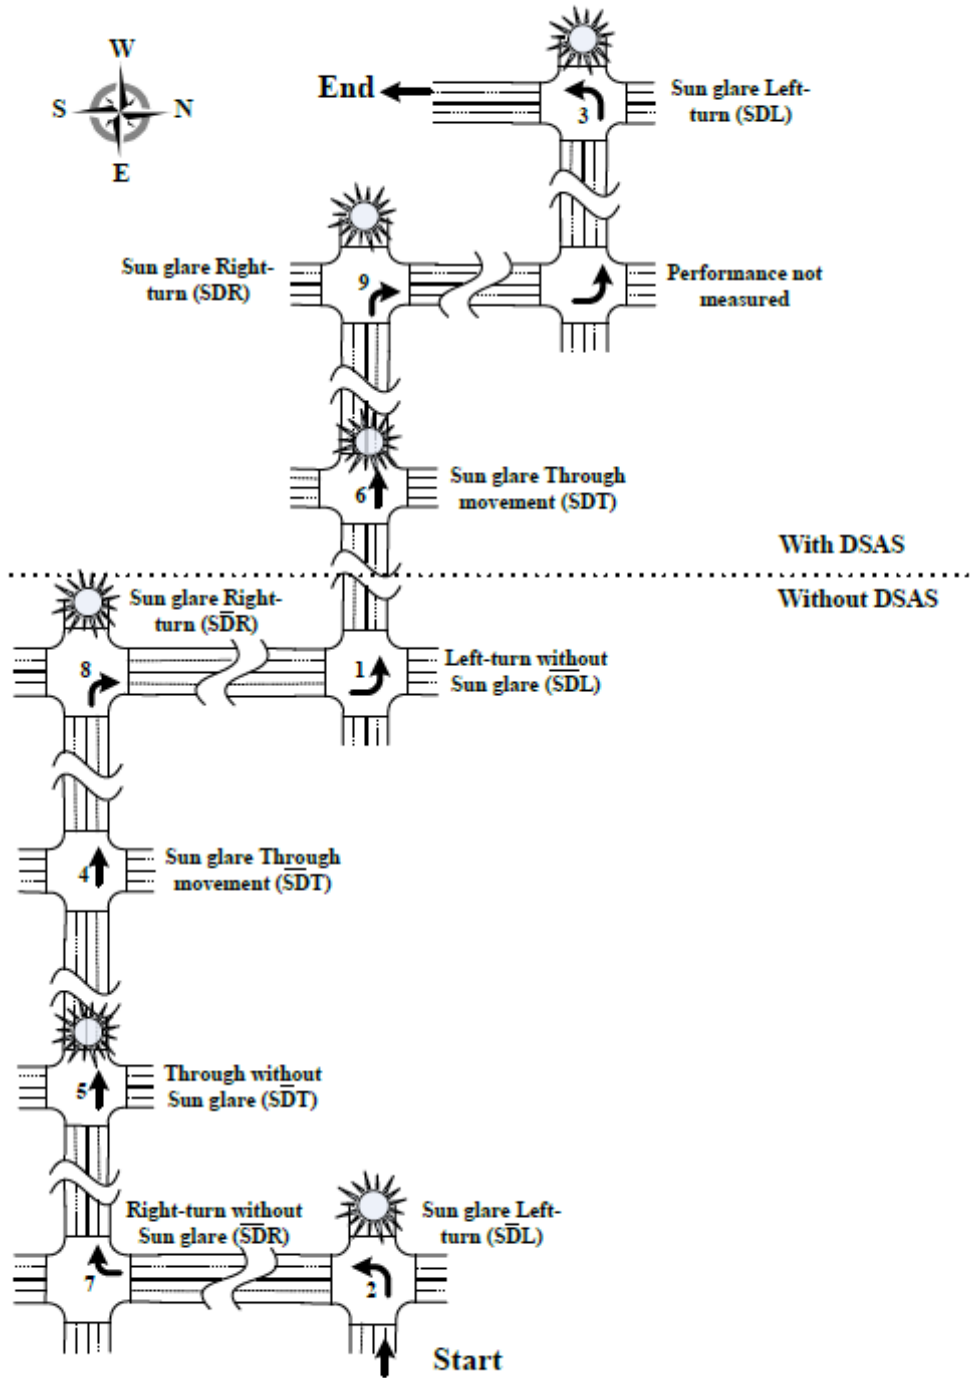 W
S N
E
End
3
Sun glare Left-
turn (SDL)
Sun glare Right-
turn (SDR)
9
Performance not
measured
6
Sun glare Through
movement (SDT)
With DSAS
Without DSAS
Sun glare Right-
turn (SD̅R)
8
1
Left-turn without
Sun glare (S̅D̅L)
4
Sun glare Through
movement (S̅D̅T)
5
Through without
Sun glare (SD̅T)
Right-turn without
Sun glare (S̅D̅R)
Sun glare Left-
turn (SD̅L)
7
2
Start